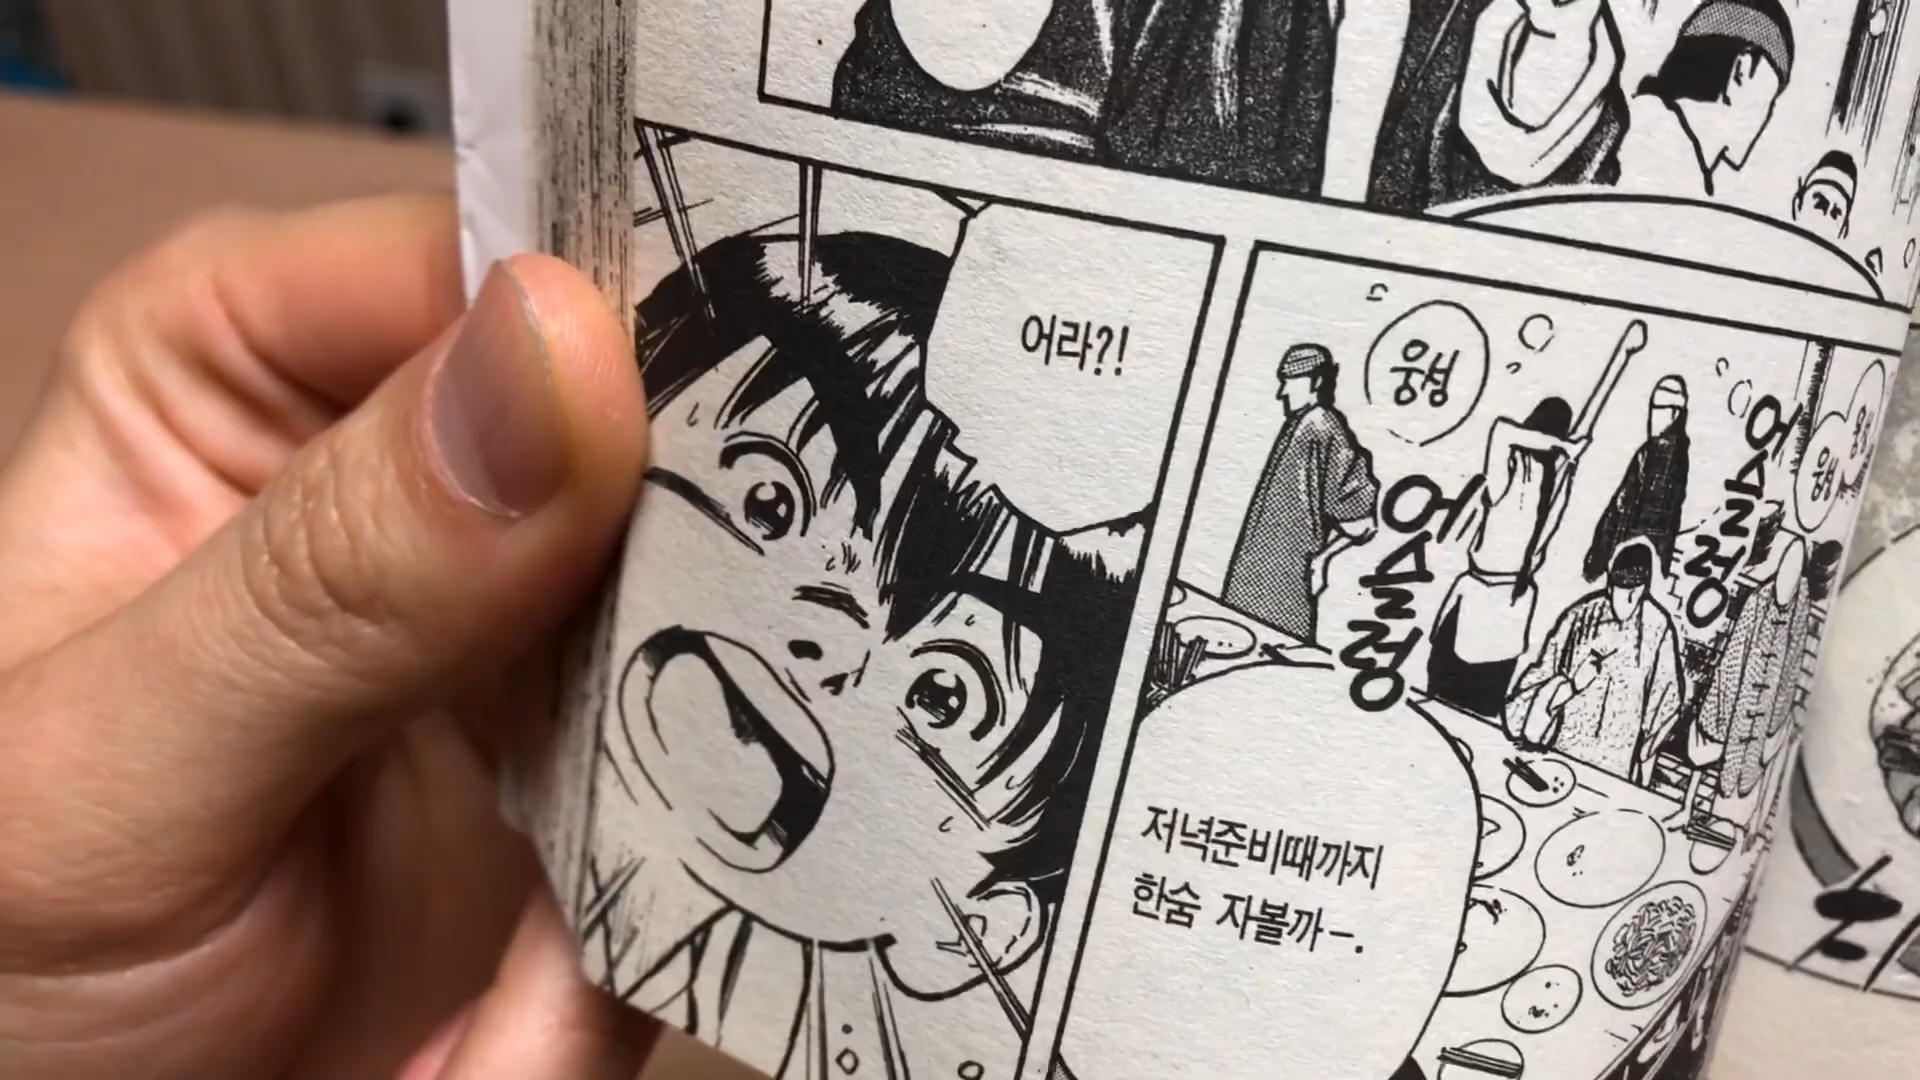 어라?!
웅성
어슬렁
어슬렁
웅성
저녁준비때까지
한숨 자볼까-.